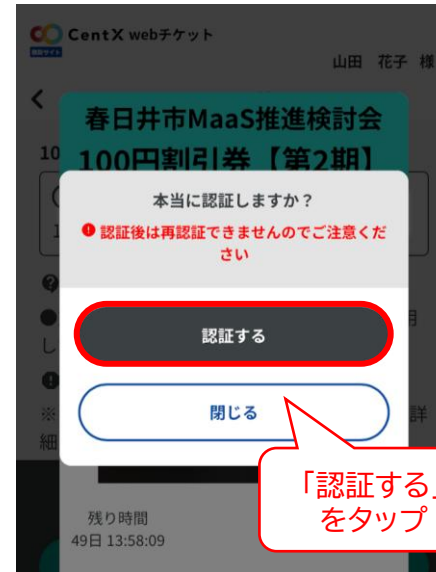 CentX webチケット
山田 花子 様
春日井市MaaS推進検討会
10
100円割引券【第2期】
本当に認証しますか？
認証後は再認証できませんのでご注意くだ
さい
認証する
し
※
詳
細
閉じる
「認証する」
をタップ
残り時間
49日 13:58:09